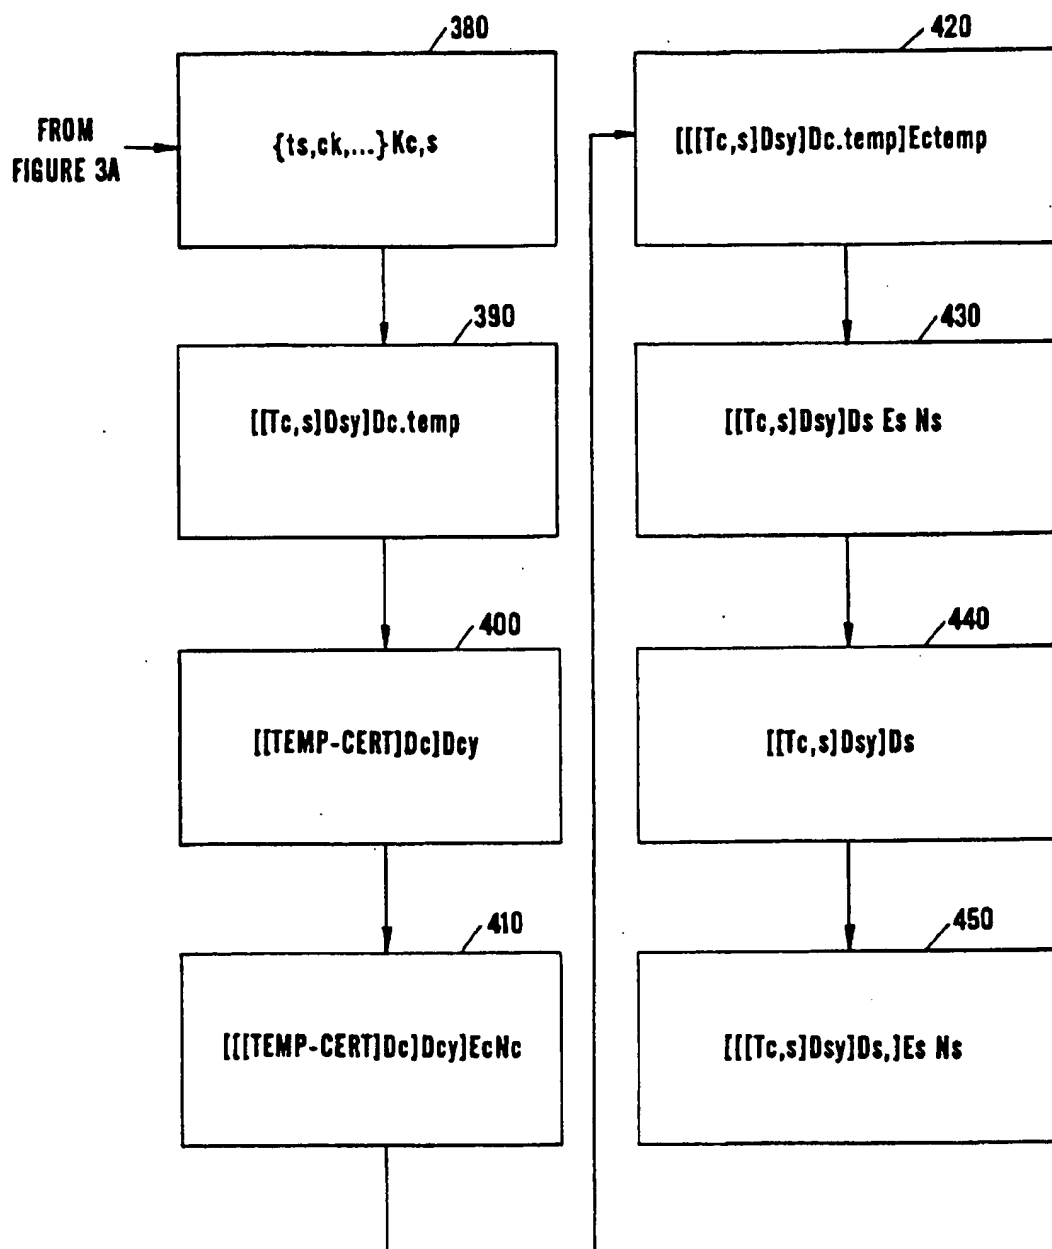 380
FROM
FIGURE 3A
{ts,ck,...}Kc,s
390
[[Tc,s]Dsy]Dc.temp
400
[[TEMP-CERT]Dc]Dcy
410
[[[TEMP-CERT]Dc]Dcy]EcNc
420
[[[Tc,s]Dsy]Dc.temp]Ectemp
430
[[Tc,s]Dsy]Ds Es Ns
440
[[Tc,s]Dsy]Ds
450
[[[Tc,s]Dsy]Ds,]Es Ns